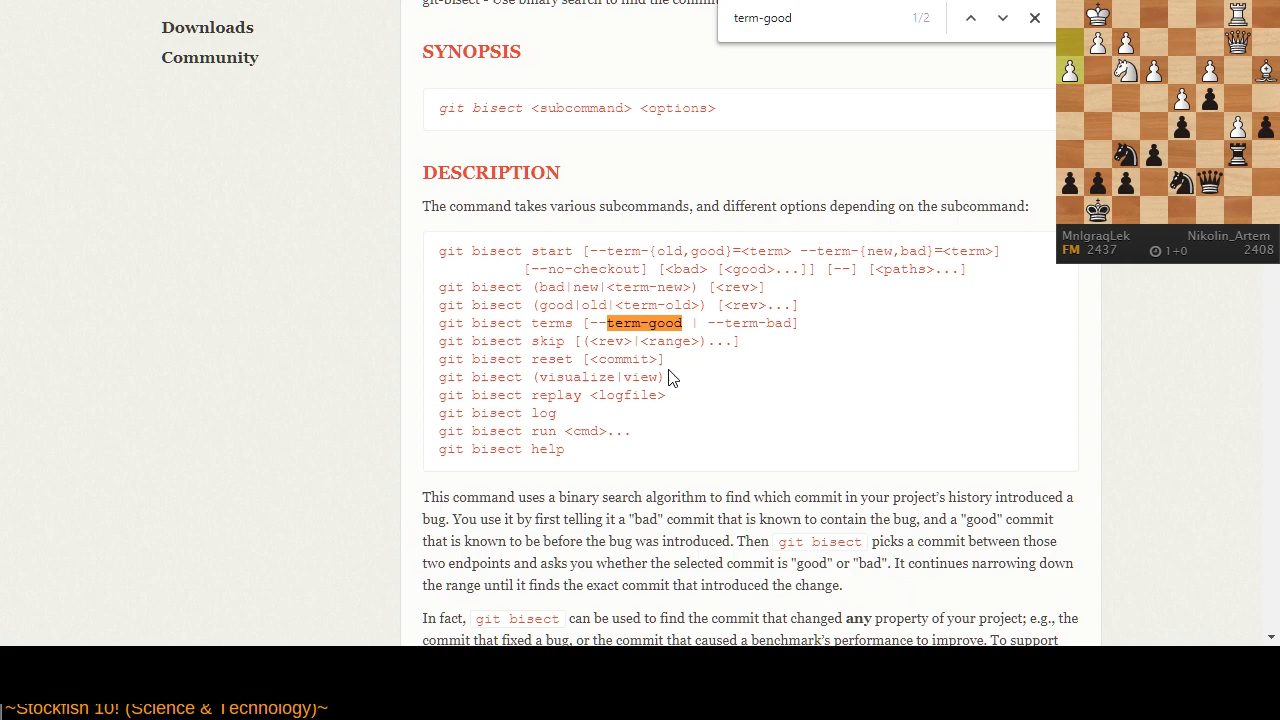 Downloads
Community
git-bisect - Use binary search to find the commi
term-good
1/2
SYNOPSIS
git bisect <subcommand> <options>
DESCRIPTION
The command takes various subcommands, and different options depending on the subcommand:
git bisect start [--term-{old,good}=<term> --term-{new,bad}=<term>]
[--no-checkout] [<bad> [<good>...]] [--] [<paths>...]
git bisect (bad|new|<term-new>) [<rev>]
git bisect (good|old|<term-old>) [<rev>...]
git bisect terms [--term-good | --term-bad]
git bisect skip [(<rev>|<range>)...]
git bisect reset [<commit>]
git bisect (visualize|view)
git bisect replay <logfile>
git bisect log
git bisect run <cmd>...
git bisect help
This command uses a binary search algorithm to find which commit in your project’s history introduced a
bug. You use it by first telling it a "bad" commit that is known to contain the bug, and a "good" commit
that is known to be before the bug was introduced. Then git bisect picks a commit between those
two endpoints and asks you whether the selected commit is "good" or "bad". It continues narrowing down
the range until it finds the exact commit that introduced the change.
In fact, git bisect can be used to find the commit that changed any property of your project; e.g., the
commit that fixed a bug, or the commit that caused a benchmark’s performance to improve. To support
MnlgraqLek
Nikolin_Artem
FM 2437
1+0
2408
~Stockfish 10! (Science & Technology)~